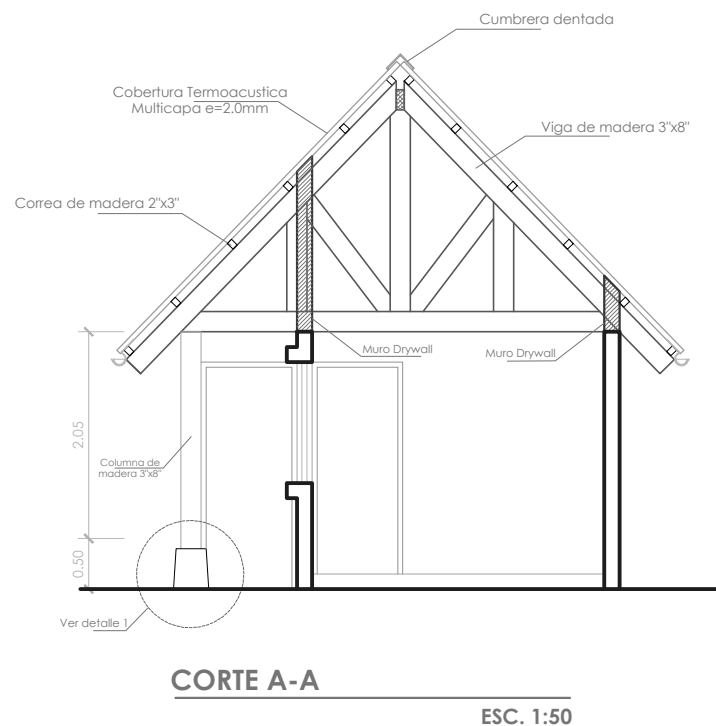 Cumbrera dentada
Cobertura Termoacustica
Multicapa e=2.0mm
Viga de madera 3"x8"
Correa de madera 2"x3"
Muro Drywall
Muro Drywall
2.05
Columna de
madera 3"x8"
0.50
Ver detalle 1
CORTE A-A
ESC. 1:50